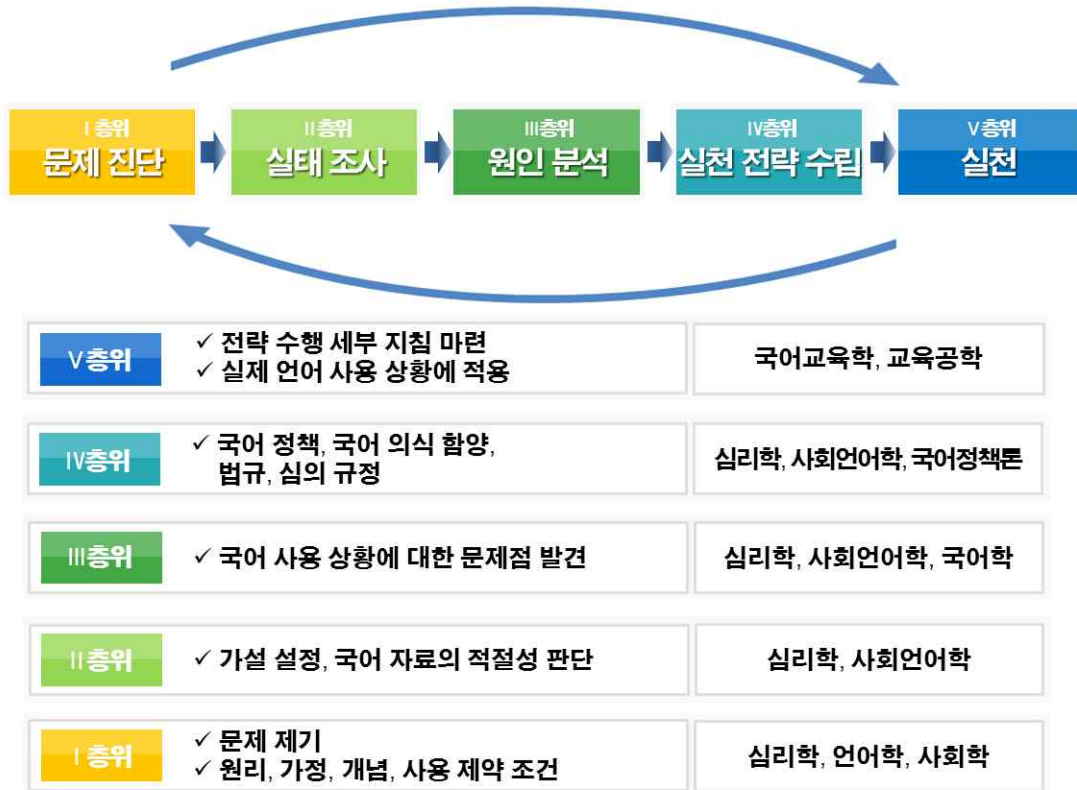 I 층위
문제 진단
II 층위
실태 조사
III층위
원인 분석
IV층위
실천 전략 수립
V 층위
실천
V 층위
✓ 전략 수행 세부 지침 마련
✓ 실제 언어 사용 상황에 적용
국어교육학, 교육공학
IV층위
✓ 국어 정책, 국어 의식 함양,
법규, 심의 규정
심리학, 사회언어학, 국어정책론
III층위
✓ 국어 사용 상황에 대한 문제점 발견
심리학, 사회언어학, 국어학
II 층위
✓ 가설 설정, 국어 자료의 적절성 판단
심리학, 사회언어학
I 층위
✓ 문제 제기
✓ 원리, 가정, 개념, 사용 제약 조건
심리학, 언어학, 사회학